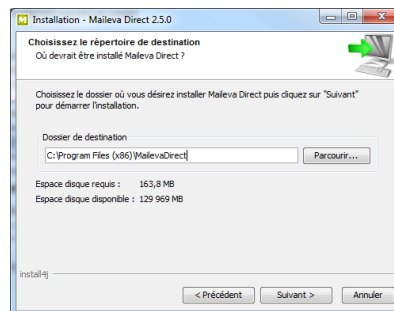 Installation - Maileva Direct 2.5.0
Choisissez le répertoire de destination
Où devrait être installé Maileva Direct ?
Choisissez le dossier où vous désirez installer Maileva Direct puis cliquez sur "Suivant"
pour démarrer l'installation.
Dossier de destination
C:\Program Files (x86)\MailevaDirect
Parcourir...
Espace disque requis : 163,8 MB
Espace disque disponible : 129 969 MB
install4j
< Précédent
Suivant >
Annuler